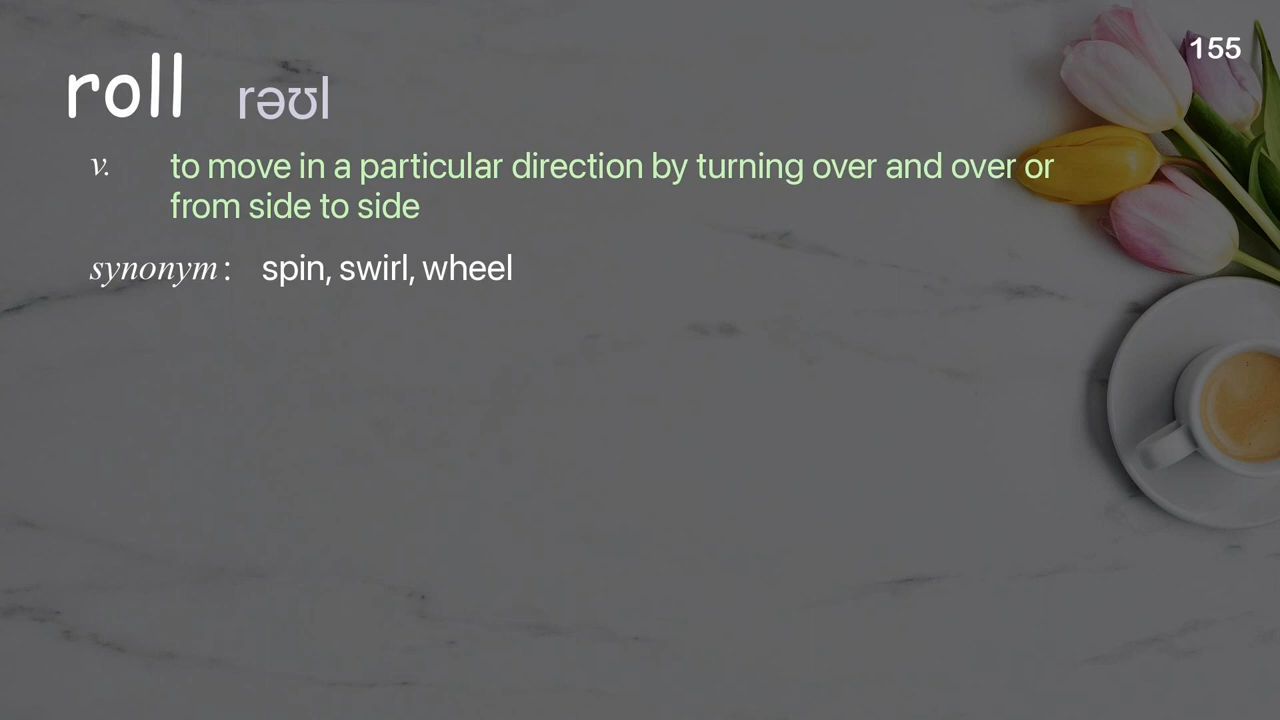 155
roll rəʊl
v. to move in a particular direction by turning over and over or
from side to side
synonym: spin, swirl, wheel